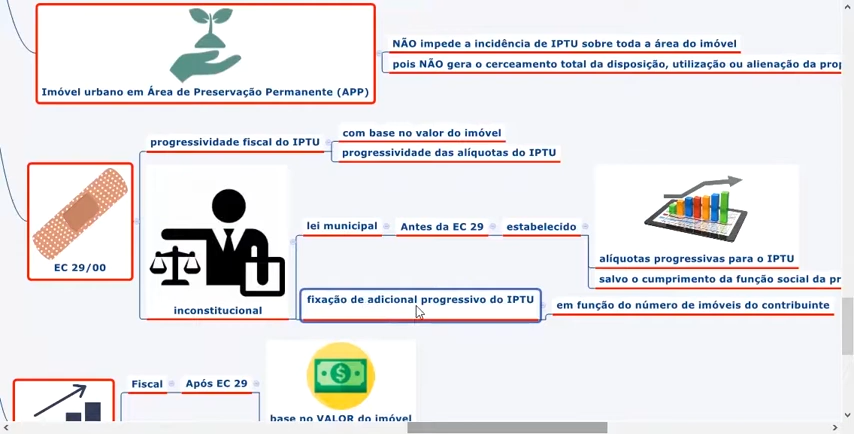 NÃO impede a incidência de IPTU sobre toda a área do imóvel
pois NÃO gera o cerceamento total da disposição, utilização ou alienação da
Imóvel urbano em Área de Preservação Permanente (APP)
progressividade fiscal do IPTU
com base no valor do imóvel
progressividade das alíquotas do IPTU
EC 29/00
inconstitucional
lei municipal
Antes da EC 29
estabelecido
alíquotas progressivas para o IPTU
salvo o cumprimento da função social da
fixação de adicional progressivo do IPTU
em função do número de imóveis do contribuinte
Fiscal
Após EC 29
base no VALOR do imóvel